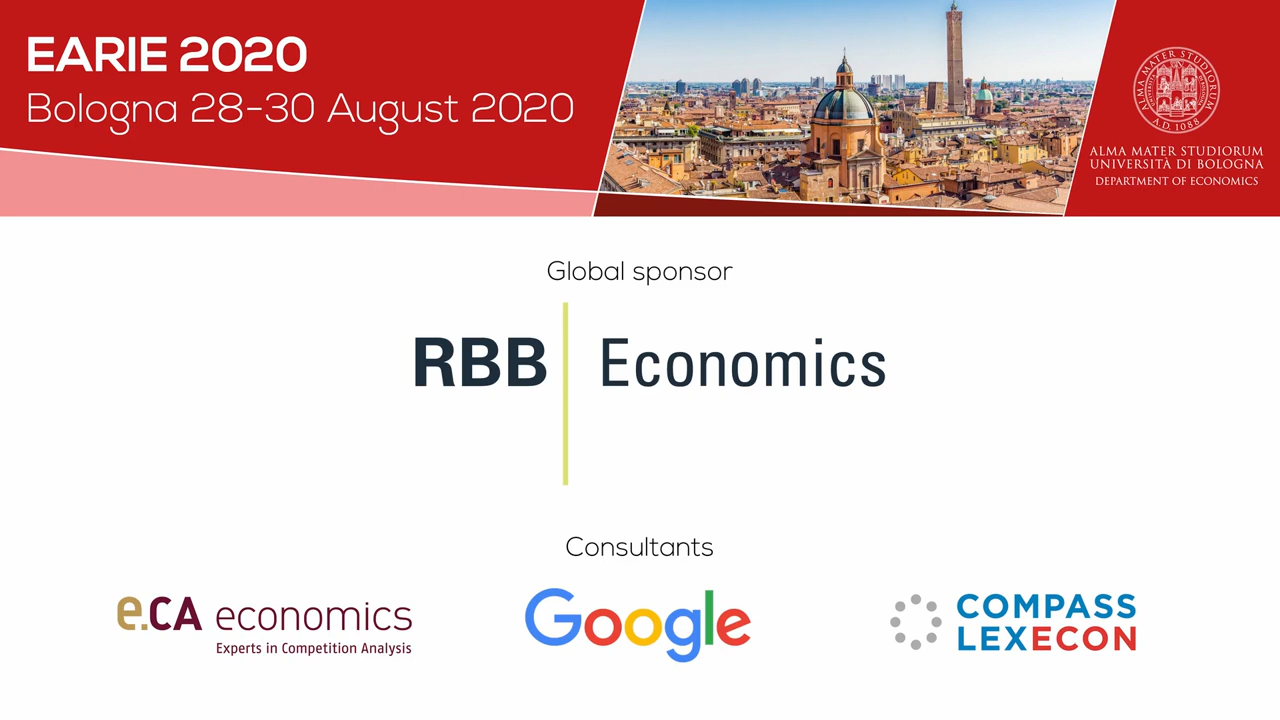 EARIE 2020
Bologna 28-30 August 2020
ALMA MATER STUDIORUM
A.D. 1088
ALMA MATER STUDIORUM
UNIVERSITÀ DI BOLOGNA
DEPARTMENT OF ECONOMICS
Global sponsor
RBB Economics
Consultants
e.CA economics
Experts in Competition Analysis
Google
COMPASS
LEXECON